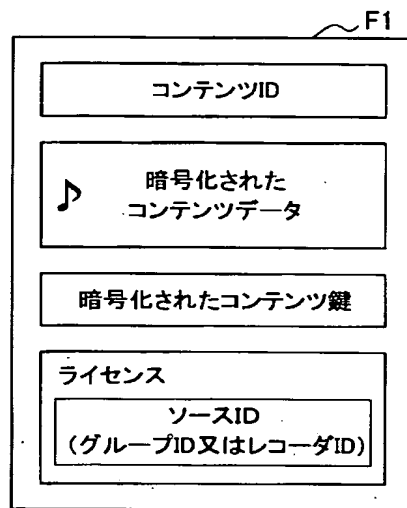 F1
コンテンツID
暗号化された
コンテンツデータ
暗号化されたコンテンツ鍵
ライセンス
ソースID
(グループID又はレコーダID)